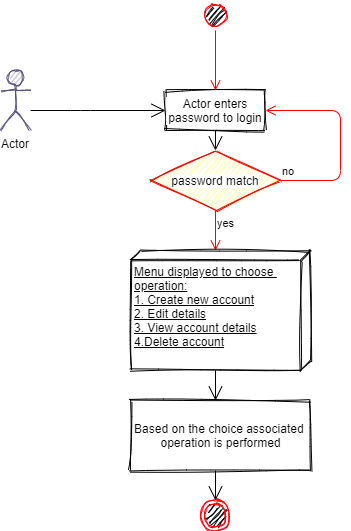 Actor enters
password to login
Actor
password match
no
yes
Menu displayed to choose
operation:
1. Create new account
2. Edit details
3. View account details
4.Delete account
Based on the choice associated
operation is performed